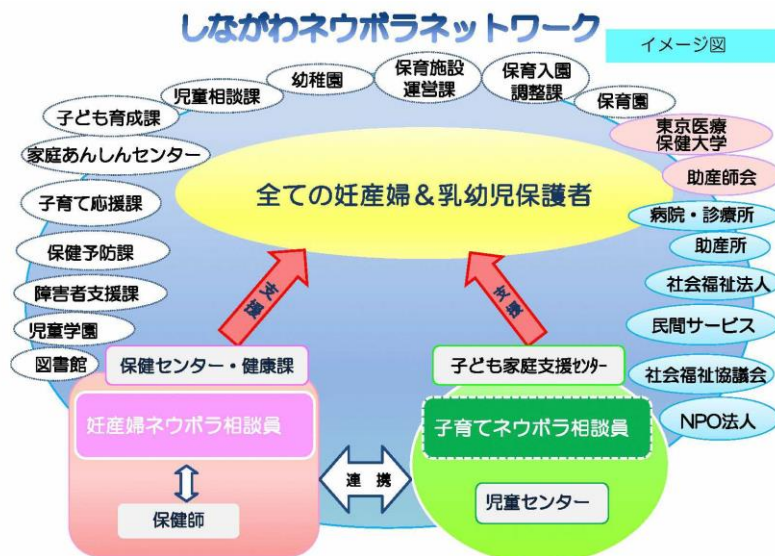 しながわネウボラネットワーク
イメージ図
子ども育成課
児童相談課
幼稚園
保育施設
運営課
保育入園
調整課
保育園
東京医療
保健大学
助産師会
家庭あんしんセンター
子育て応援課
保健予防課
障害者支援課
児童学園
図書館
全ての妊産婦&乳幼児保護者
病院・診療所
助産所
社会福祉法人
民間サービス
社会福祉協議会
NPO法人
支援
支援
保健センター・健康課
妊産婦ネウボラ相談員
保健師
連携
子ども家庭支援センター
子育てネウボラ相談員
児童センター